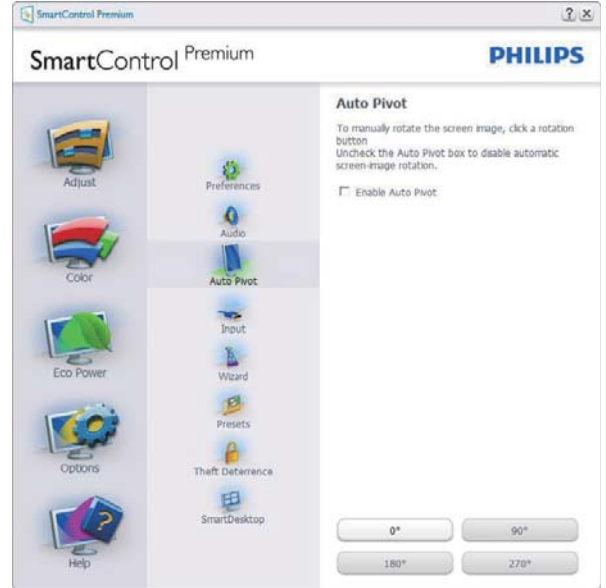 SmartControl Premium
SmartControl Premium
PHILIPS
Adjust
Color
Eco Power
Options
Help
Preferences
Audio
Auto Pivot
Input
Wizard
Presets
Theft Deterrence
SmartDesktop
Auto Pivot
To manually rotate the screen image, click a rotation
button
Uncheck the Auto Pivot box to disable automatic
screen-image rotation.
Enable Auto Pivot
0°
90°
180°
270°